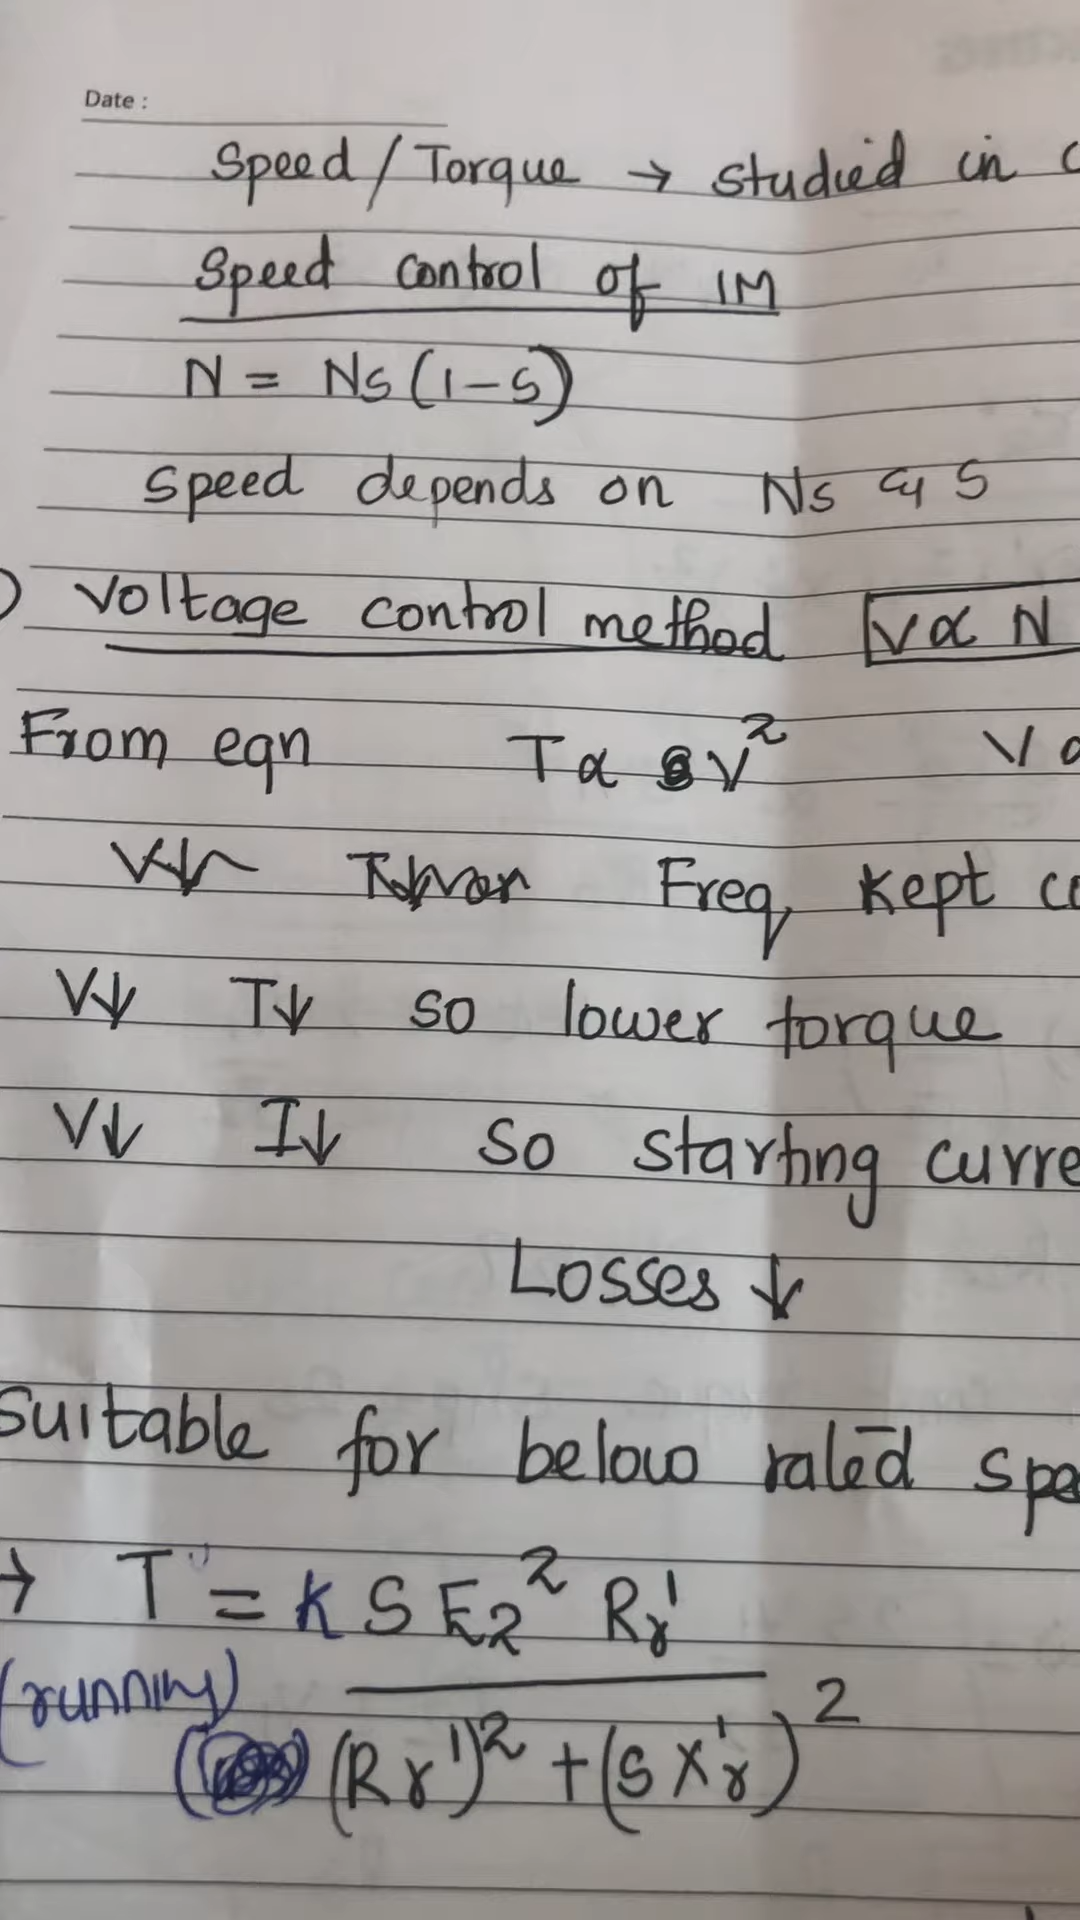 Date :
Speed / Torque → studied in
Speed control of IM
N = Ns (1-s)
Speed depends on Ns & S
Voltage control method V ∝ N
From eqn T ∝ sV² V
Freq kept
V↓ T↓ so lower torque
V↓ I↓ so starting curre
Losses ↓
Suitable for below rated spe
→ T = K S E₂² Rr'
(running)
(Rr')² + (S X'r)²